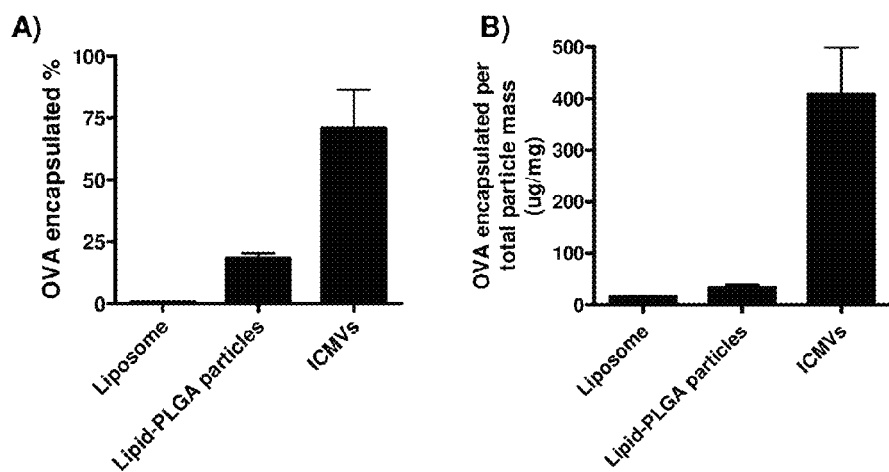 A)
OVA encapsulated %
100
75
50
25
0
Liposome
Lipid-PLGA particles
ICMVs
B)
OVA encapsulated per
total particle mass
(ug/mg)
500
400
300
200
100
0
Liposome
Lipid-PLGA particles
ICMVs